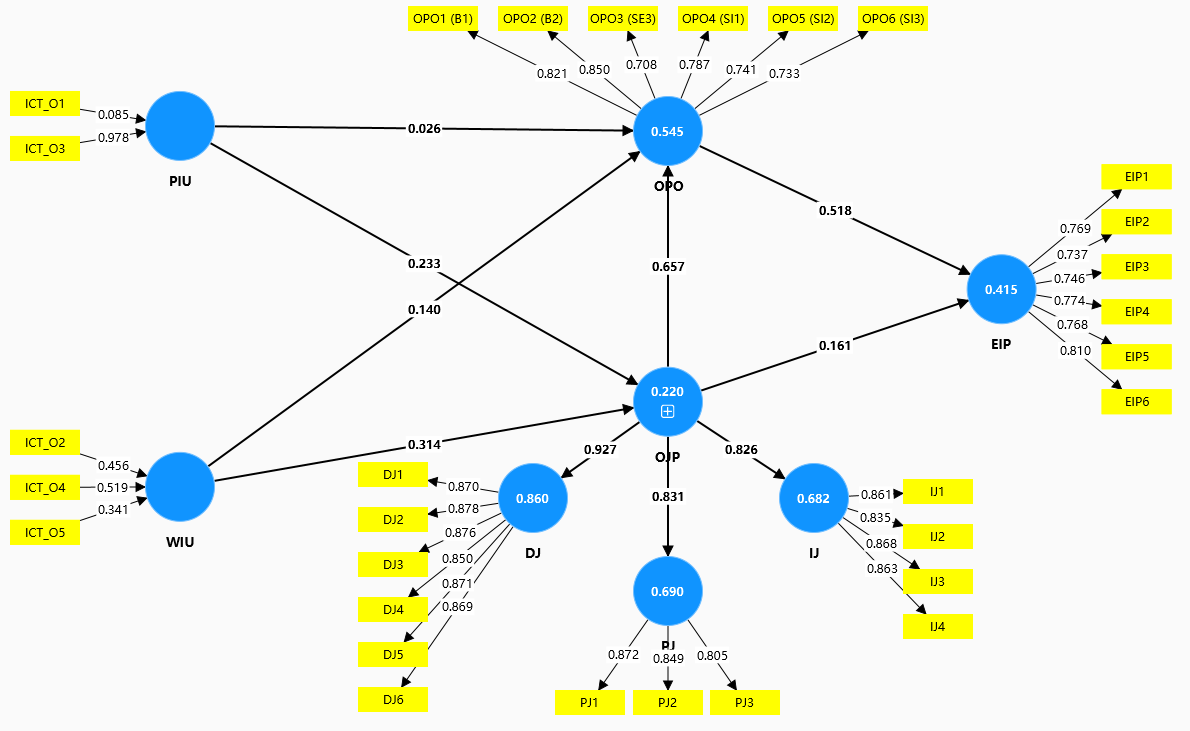 OPO1 (B1) OPO2 (B2) OPO3 (SE3) OPO4 (SI1) OPO5 (SI2) OPO6 (SI3)
0.821 0.850 0.708 0.787 0.741 0.733
ICT_O1
0.085
ICT_O3
0.978
PIU
0.026
0.545
OPO
EIP1
EIP2
EIP3
EIP4
EIP5
EIP6
0.769
0.737
0.746
0.774
0.768
0.810
0.518
0.415
EIP
0.233
0.140
0.657
0.161
0.314
0.220
OJP
ICT_O2
ICT_O4
ICT_O5
0.456
0.519
0.341
WIU
0.927
0.831
0.826
DJ1
DJ2
DJ3
DJ4
DJ5
DJ6
0.870
0.878
0.876
0.850
0.871
0.869
0.860
DJ
0.682
IJ
0.861
0.835
0.868
0.863
IJ1
IJ2
IJ3
IJ4
0.690
PJ
0.872 0.849 0.805
PJ1 PJ2 PJ3